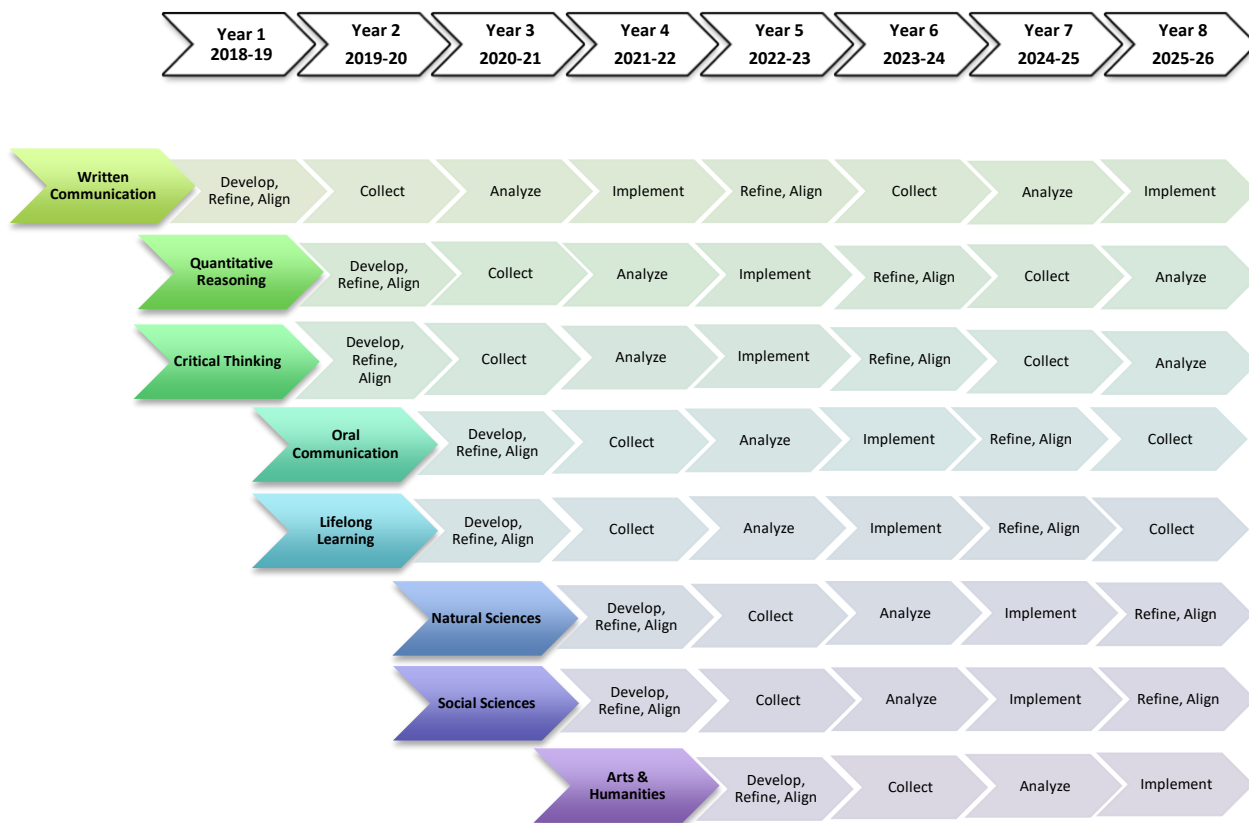 Year 1
2018-19
Year 2
2019-20
Year 3
2020-21
Year 4
2021-22
Year 5
2022-23
Year 6
2023-24
Year 7
2024-25
Year 8
2025-26
Written
Communication
Develop,
Refine, Align
Collect
Analyze
Implement
Refine, Align
Collect
Analyze
Implement
Quantitative
Reasoning
Develop,
Refine, Align
Collect
Analyze
Implement
Refine, Align
Collect
Analyze
Critical Thinking
Develop,
Refine,
Align
Collect
Analyze
Implement
Refine, Align
Collect
Analyze
Oral
Communication
Develop,
Refine, Align
Collect
Analyze
Implement
Refine, Align
Collect
Lifelong
Learning
Develop,
Refine, Align
Collect
Analyze
Implement
Refine, Align
Collect
Natural Sciences
Develop,
Refine, Align
Collect
Analyze
Implement
Refine, Align
Social Sciences
Develop,
Refine, Align
Collect
Analyze
Implement
Refine, Align
Arts &
Humanities
Develop,
Refine, Align
Collect
Analyze
Implement